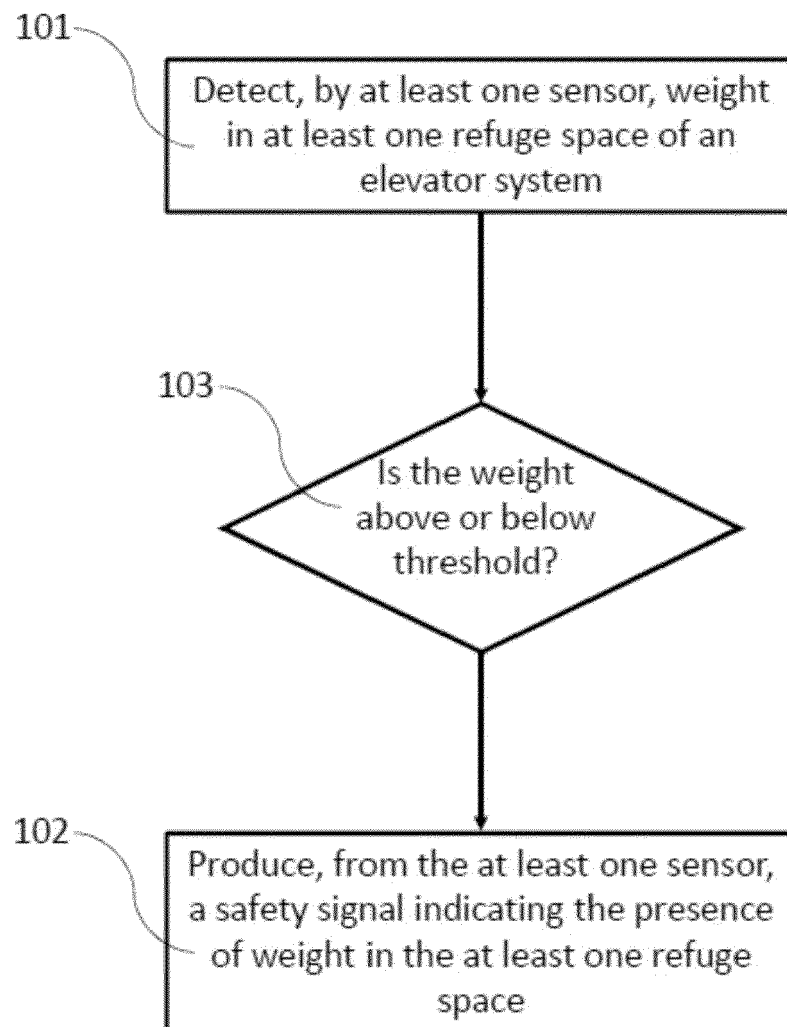 101
Detect, by at least one sensor, weight
in at least one refuge space of an
elevator system
103
Is the weight
above or below
threshold?
102
Produce, from the at least one sensor,
a safety signal indicating the presence
of weight in the at least one refuge
space